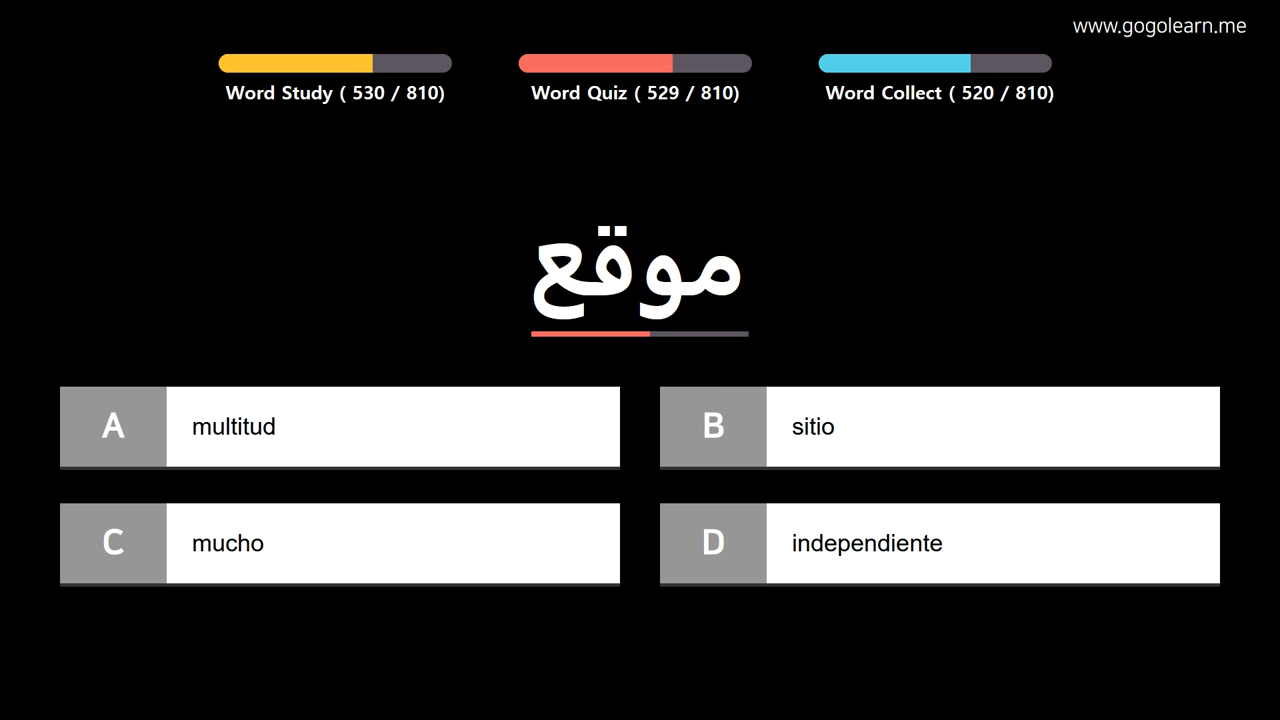 www.gogolearn.me
Word Study ( 530 / 810)
Word Quiz ( 529 / 810)
Word Collect ( 520 / 810)
موقع
A multitud
B sitio
C mucho
D independiente